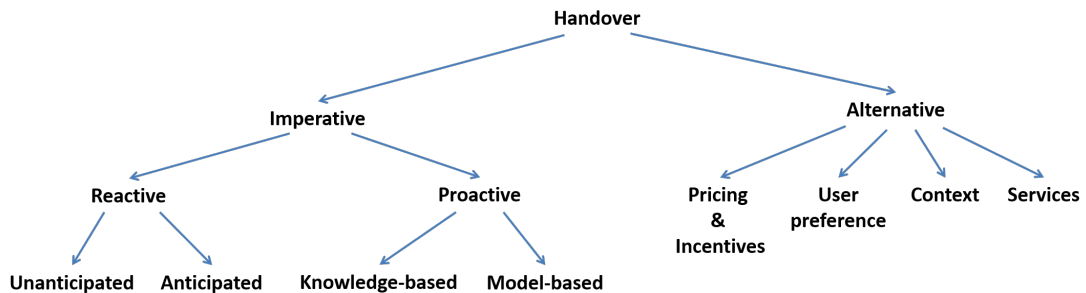 Handover
Imperative
Alternative
Reactive
Proactive
Pricing
&
Incentives
User
preference
Context
Services
Unanticipated
Anticipated
Knowledge-based
Model-based